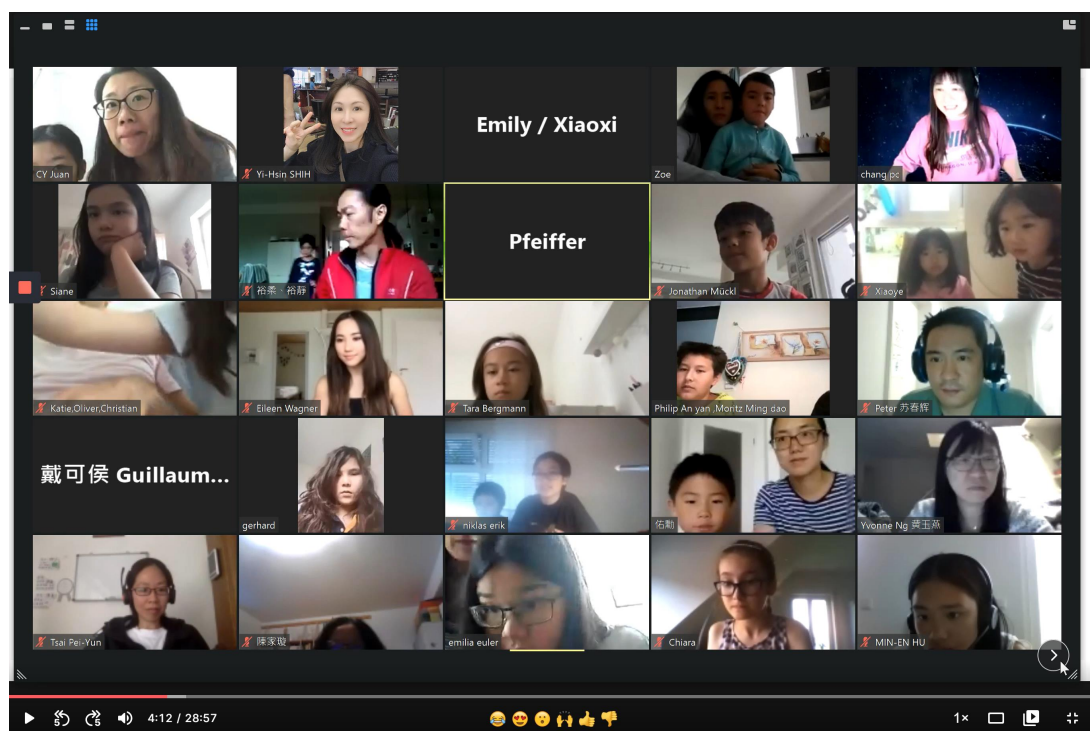 CY Juan
Yi-Hsin SHIH
Emily / Xiaoxi
Zoe
chang pc
Siane
裕柔、裕靜
Pfeiffer
Jonathan Mückl
Xiaoye
Katie,Oliver,Christian
Eileen Wagner
Tara Bergmann
Philip An yan ,Moritz Ming dao
Peter 苏春辉
戴可侯 Guillaum...
gerhard
niklas erik
佑勳
Yvonne Ng 黄玉燕
Tsai Pei-Yun
陳家璇
emilia euler
Chiara
MIN-EN HU
5
5
4:12 / 28:57
1×